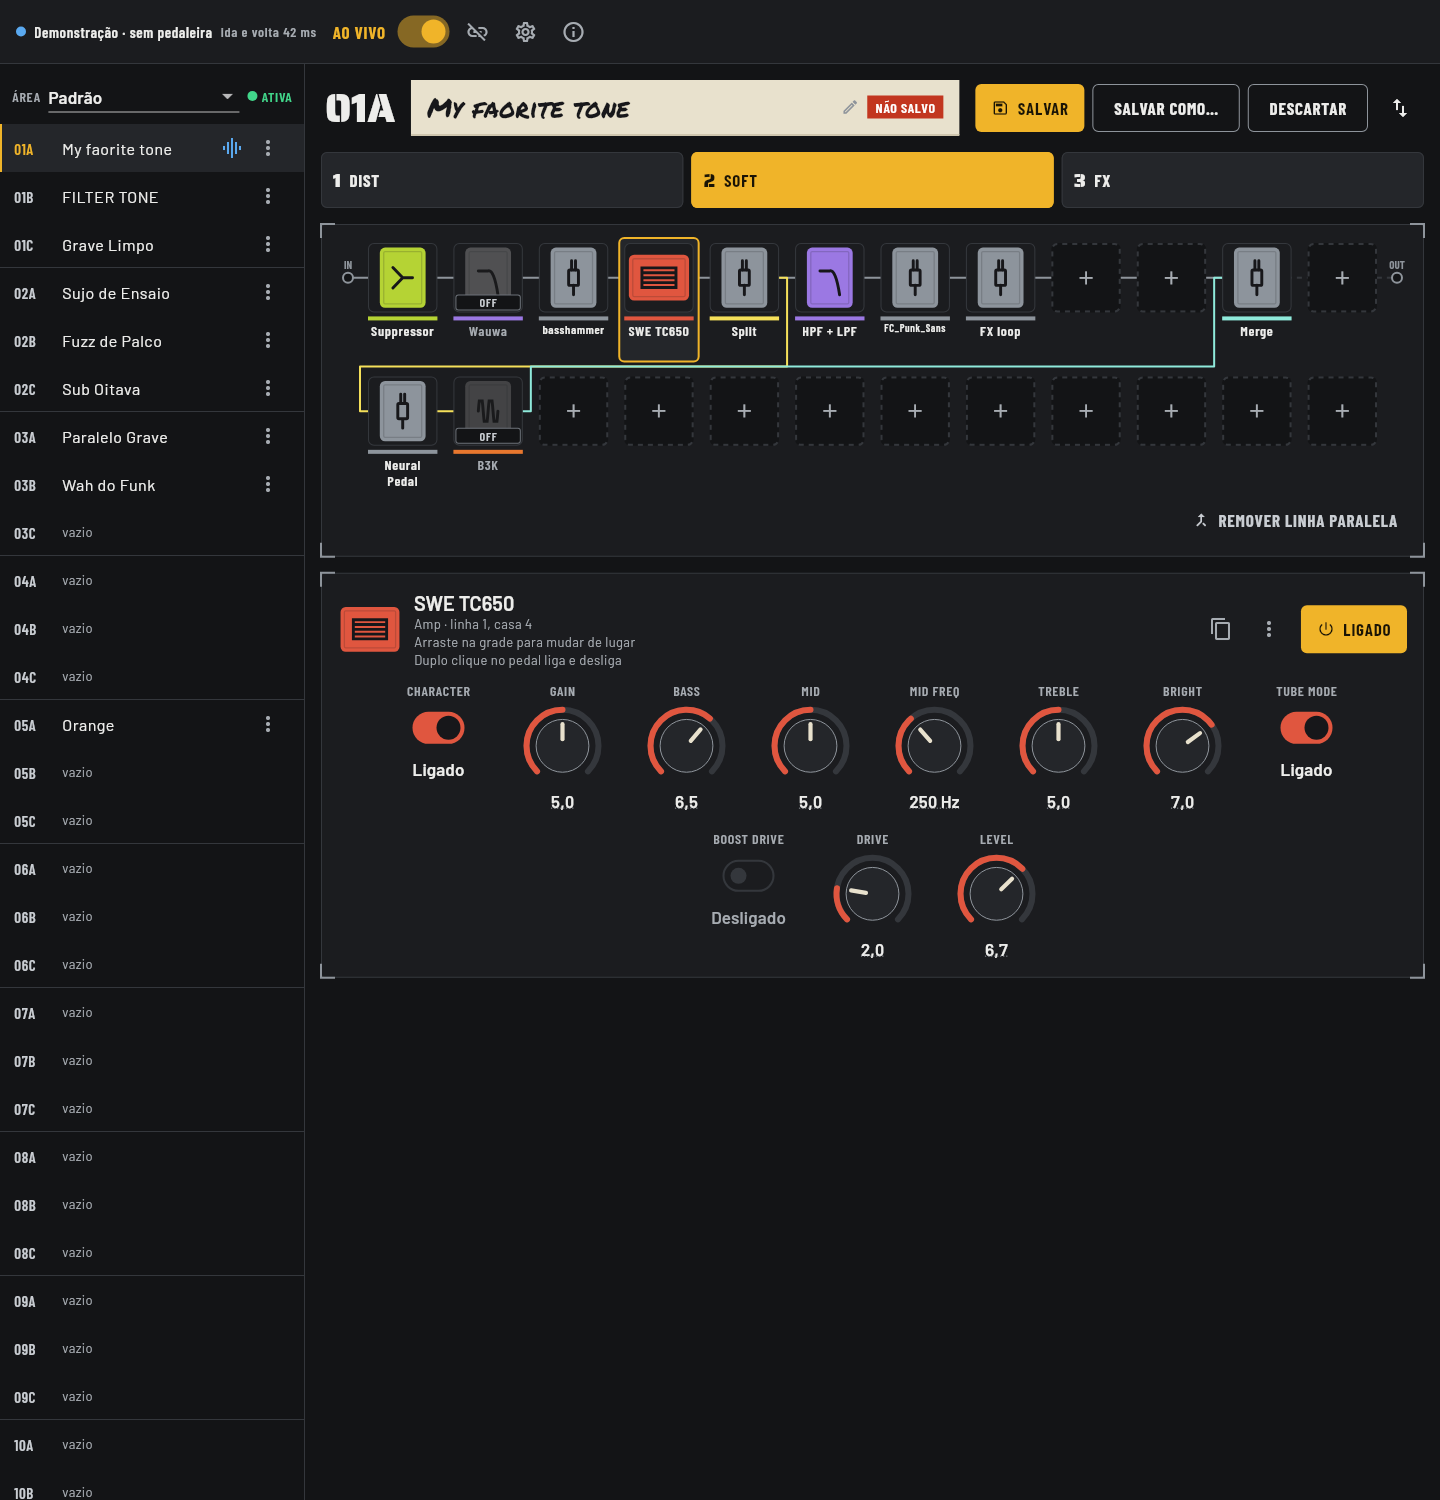 Demonstração · sem pedaleira Ida e volta 42 ms AO VIVO
ÁREA Padrão ATIVA
01A My faorite tone
01B FILTER TONE
01C Grave Limpo
02A Sujo de Ensaio
02B Fuzz de Palco
02C Sub Oitava
03A Paralelo Grave
03B Wah do Funk
03C vazio
04A vazio
04B vazio
04C vazio
05A Orange
05B vazio
05C vazio
06A vazio
06B vazio
06C vazio
07A vazio
07B vazio
07C vazio
08A vazio
08B vazio
08C vazio
09A vazio
09B vazio
09C vazio
10A vazio
10B vazio
01A My faorite tone NÃO SALVO SALVAR SALVAR COMO... DESCARTAR
1 DIST 2 SOFT 3 FX
IN OUT
OFF
Suppressor Wauwa basshammer SWE TC650 Split HPF + LPF FC_Punk_Sans FX loop Merge
OFF
Neural B3K
Pedal
REMOVER LINHA PARALELA
SWE TC650
Amp · linha 1, casa 4
Arraste na grade para mudar de lugar
Duplo clique no pedal liga e desliga
LIGADO
CHARACTER GAIN BASS MID MID FREQ TREBLE BRIGHT TUBE MODE
Ligado 5,0 6,5 5,0 250 Hz 5,0 7,0 Ligado
BOOST DRIVE DRIVE LEVEL
Desligado 2,0 6,7